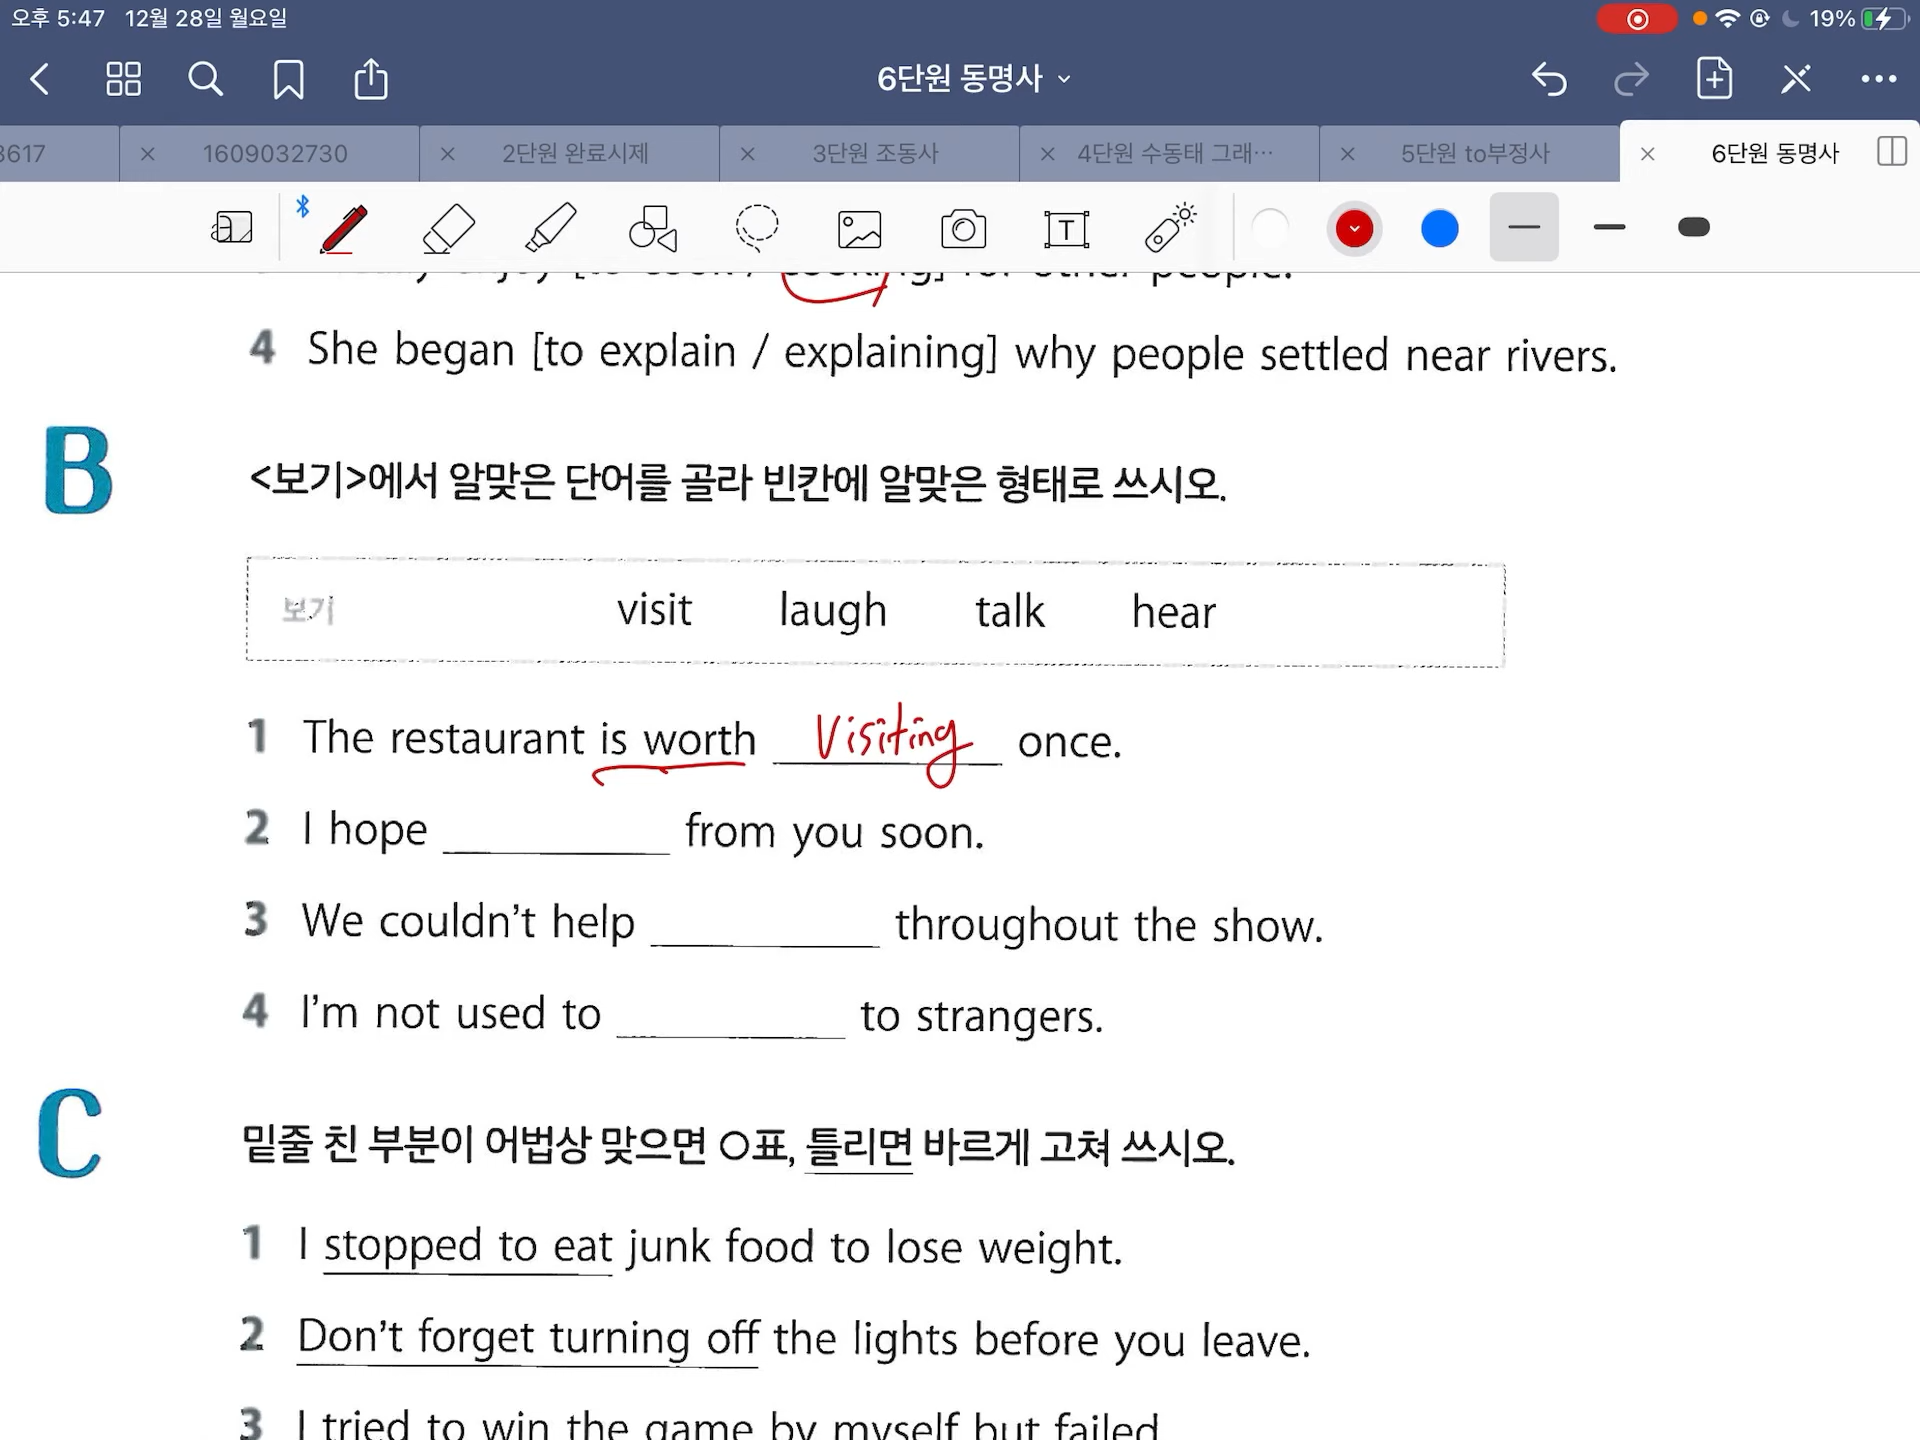 오후 5:47 12월 28일 월요일 19%
6단원 동명사
3617 1609032730 2단원 완료시제 3단원 조동사 4단원 수동태 그래… 5단원 to부정사 6단원 동명사
enjoy [to cook / cooking] for other people.
4 She began [to explain / explaining] why people settled near rivers.
B <보기>에서 알맞은 단어를 골라 빈칸에 알맞은 형태로 쓰시오.
보기 visit laugh talk hear
1 The restaurant is worth Visiting once.
2 I hope from you soon.
3 We couldn't help throughout the show.
4 I'm not used to to strangers.
C 밑줄 친 부분이 어법상 맞으면 O표, 틀리면 바르게 고쳐 쓰시오.
1 I stopped to eat junk food to lose weight.
2 Don't forget turning off the lights before you leave.
3 I tried to win the game by myself but failed